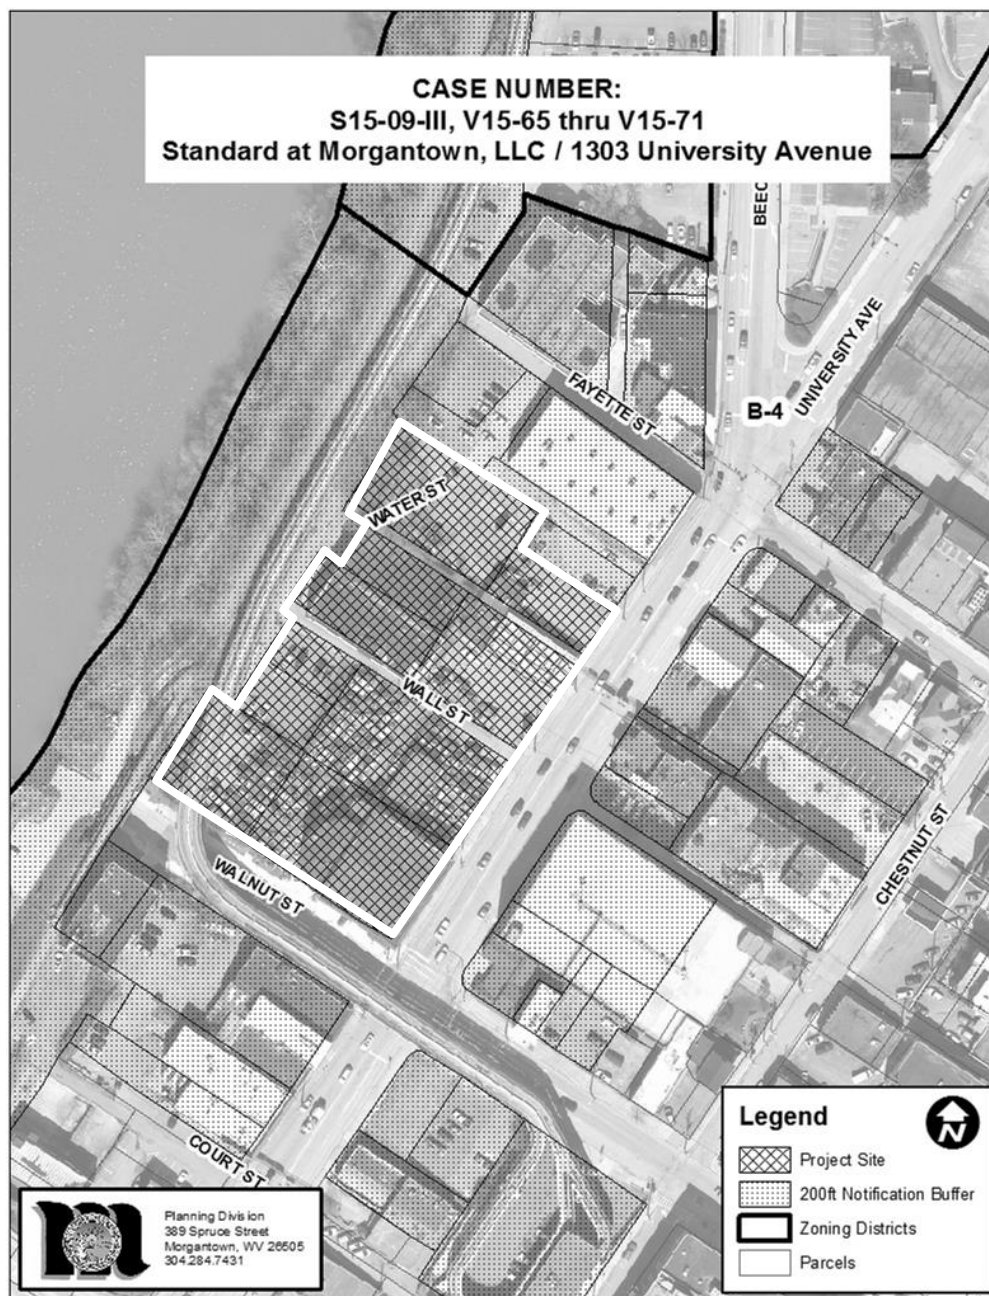 CASE NUMBER:
S15-09-III, V15-65 thru V15-71
Standard at Morgantown, LLC / 1303 University Avenue
BEEC
UNIVERSITY AVE
B-4
FAYETTE ST
WATER ST
WALL ST
WALNUT ST
CHESTNUT ST
COURT ST
Legend
N
Project Site
200ft Notification Buffer
Zoning Districts
Parcels
m
Planning Division
389 Spruce Street
Morgantown, WV 26505
304.284.7431